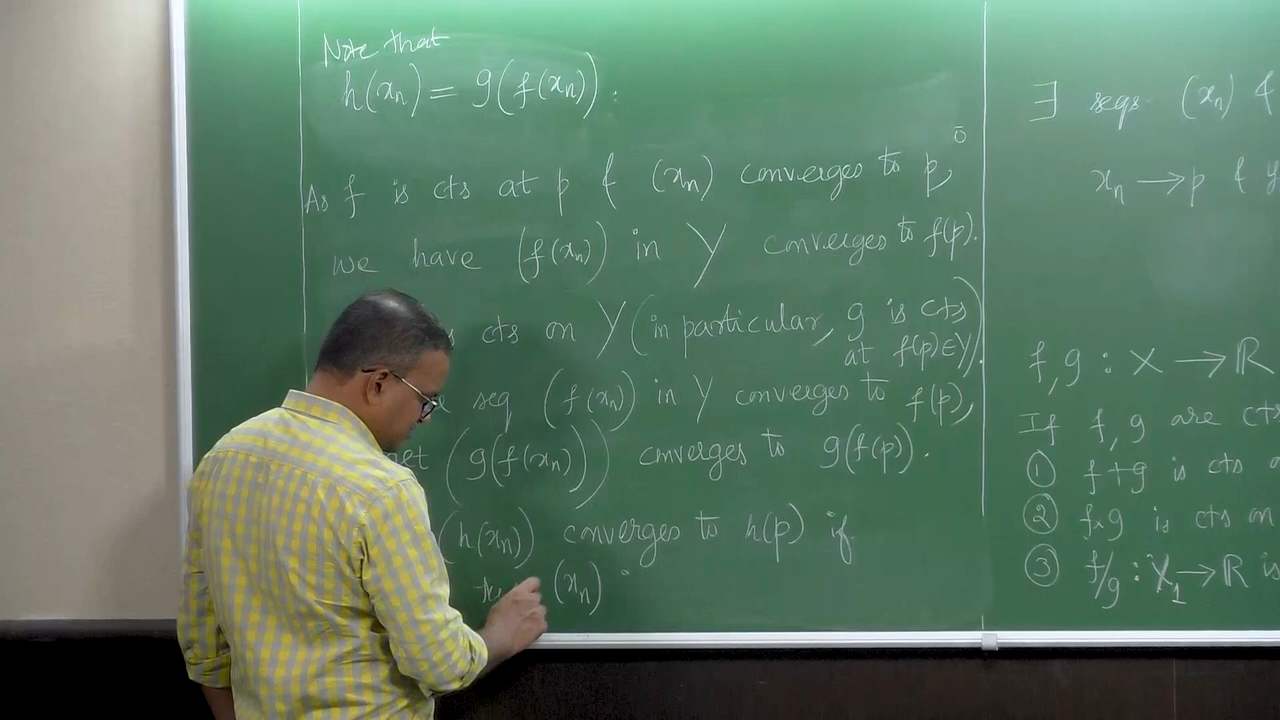 Note that
h(xₙ) = g(f(xₙ)).
As f is cts at p & (xₙ) converges to p,
we have (f(xₙ)) in Y converges to f(p).
cts on Y (in particular, g is cts
at f(p)∈Y).
seq (f(xₙ)) in Y converges to f(p),
get (g(f(xₙ))) converges to g(f(p)).
(h(xₙ)) converges to h(p) if
(xₙ)
∃ seqs (xₙ) &
xₙ → p & y
f, g : X → ℝ
If f, g are cts
① f+g is cts
② f×g is cts on
③ f/g : X₁ → ℝ is